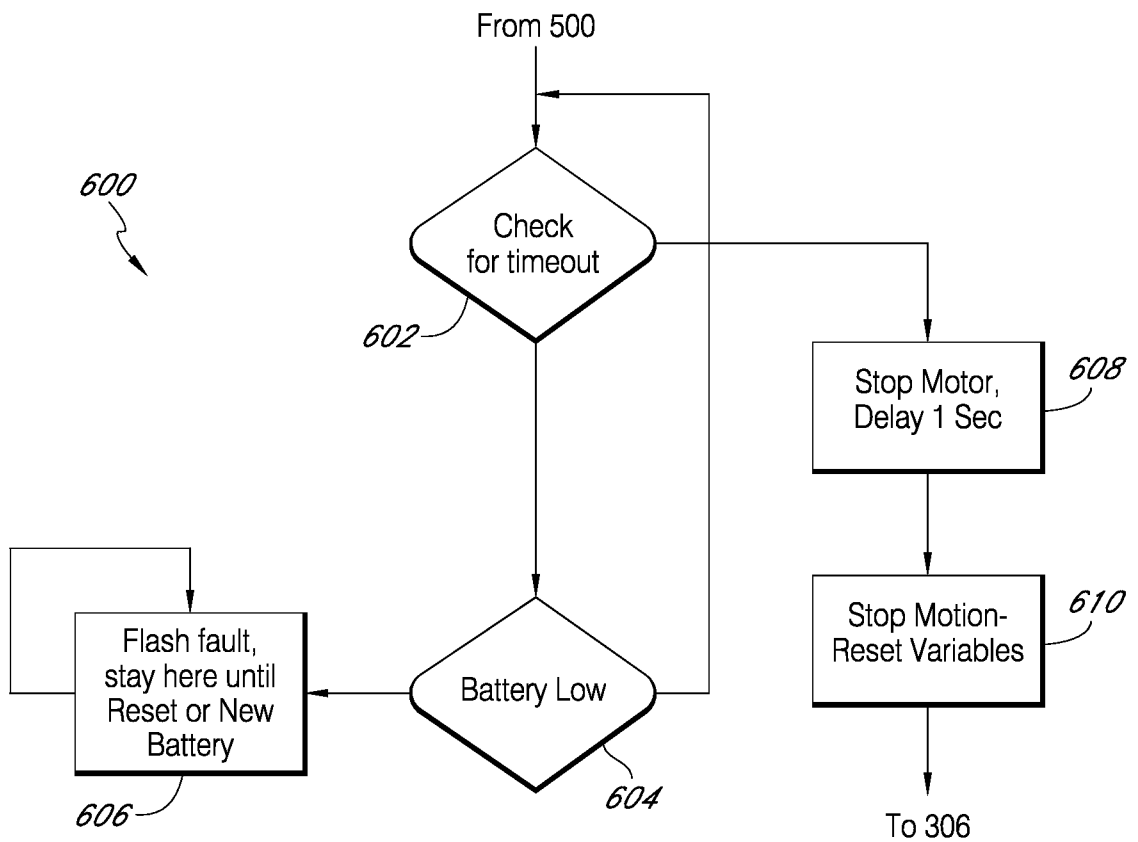 From 500
600
Check
for timeout
602
Stop Motor,
Delay 1 Sec
608
Stop Motion-
Reset Variables
610
Flash fault,
stay here until
Reset or New
Battery
606
Battery Low
604
To 306